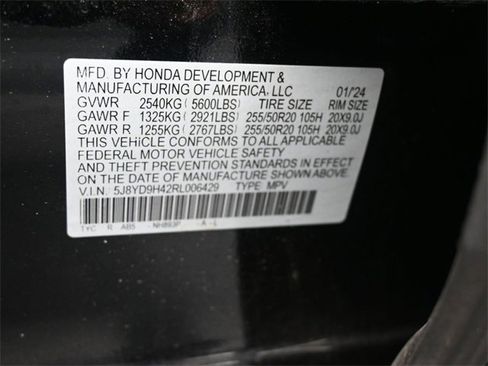 MFD. BY HONDA DEVELOPMENT &
MANUFACTURING OF AMERICA, LLC 01/24
GVWR 2540KG ( 5600LBS) TIRE SIZE RIM SIZE
GAWR F 1325KG ( 2921LBS) 255/50R20 105H 20X9.0J
GAWR R 1255KG ( 2767LBS) 255/50R20 105H 20X9.0J
THIS VEHICLE CONFORMS TO ALL APPLICABLE
FEDERAL MOTOR VEHICLE SAFETY
AND THEFT PREVENTION STANDARDS IN EFFECT
ON THE DATE OF MANUFACTURE SHOWN ABOVE.
V.I.N. 5J8YD9H42RL006429 TYPE MPV
TYC R AB5 - NH893P - A - L